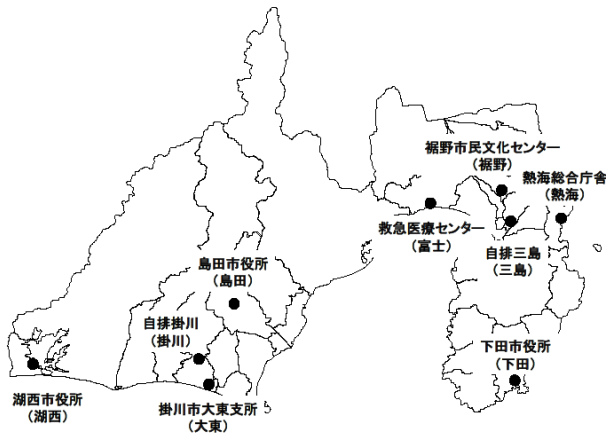 裾野市民文化センター
（裾野）
熱海総合庁舎
（熱海）
救急医療センター
（富士）
自排三島
（三島）
島田市役所
（島田）
自排掛川
（掛川）
下田市役所
（下田）
湖西市役所
（湖西）
掛川市大東支所
（大東）